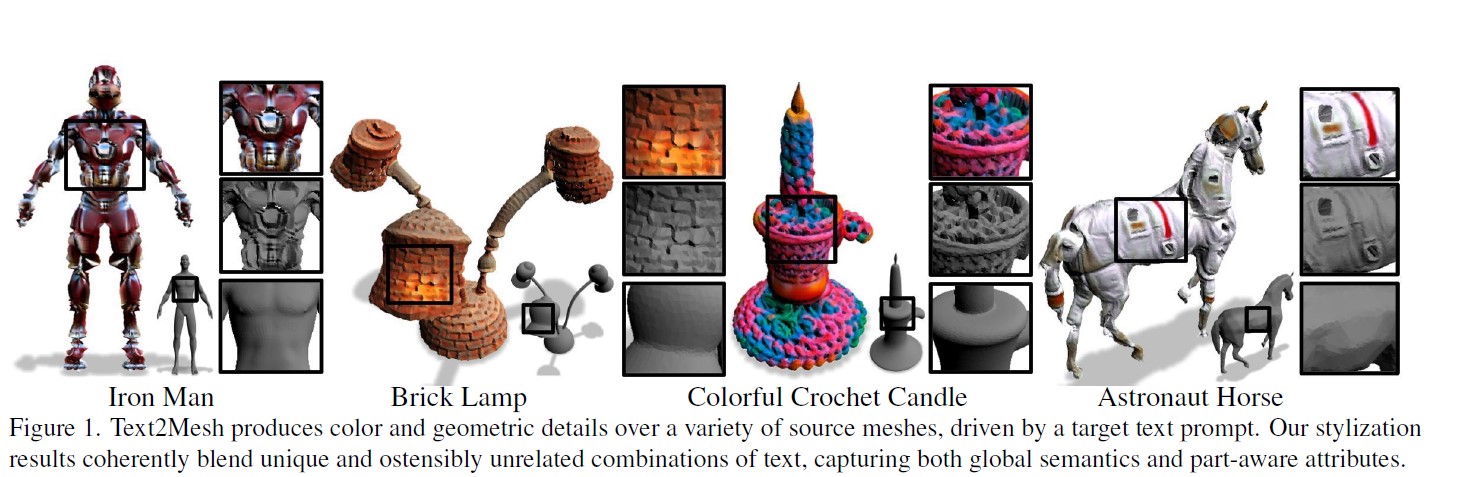 Iron Man
Brick Lamp
Colorful Crochet Candle
Astronaut Horse
Figure 1. Text2Mesh produces color and geometric details over a variety of source meshes, driven by a target text prompt. Our stylization
results coherently blend unique and ostensibly unrelated combinations of text, capturing both global semantics and part-aware attributes.